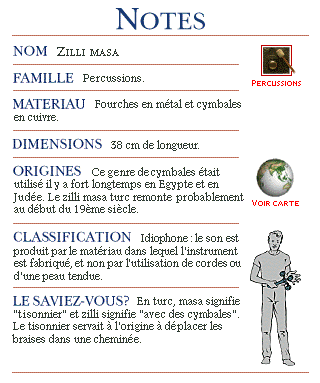 NOTES
NOM ZILLI MASA
FAMILLE Percussions.
PERCUSSIONS
MATERIAU Fourches en métal et cymbales
en cuivre.
DIMENSIONS 38 cm de longueur.
ORIGINES Ce genre de cymbales était
utilisé il y a fort longtemps en Egypte et en
Judée. Le zilli masa turc remonte probablement
au début du 19ème siècle.
VOIR CARTE
CLASSIFICATION Idiophone : le son est
produit par le matériau dans lequel l'instrument
est fabriqué, et non par l'utilisation de cordes ou
d'une peau tendue.
LE SAVIEZ-VOUS? En turc, masa signifie
"tisonnier" et zilli signifie "avec des cymbales".
Le tisonnier servait à l'origine à déplacer les
braises dans une cheminée.